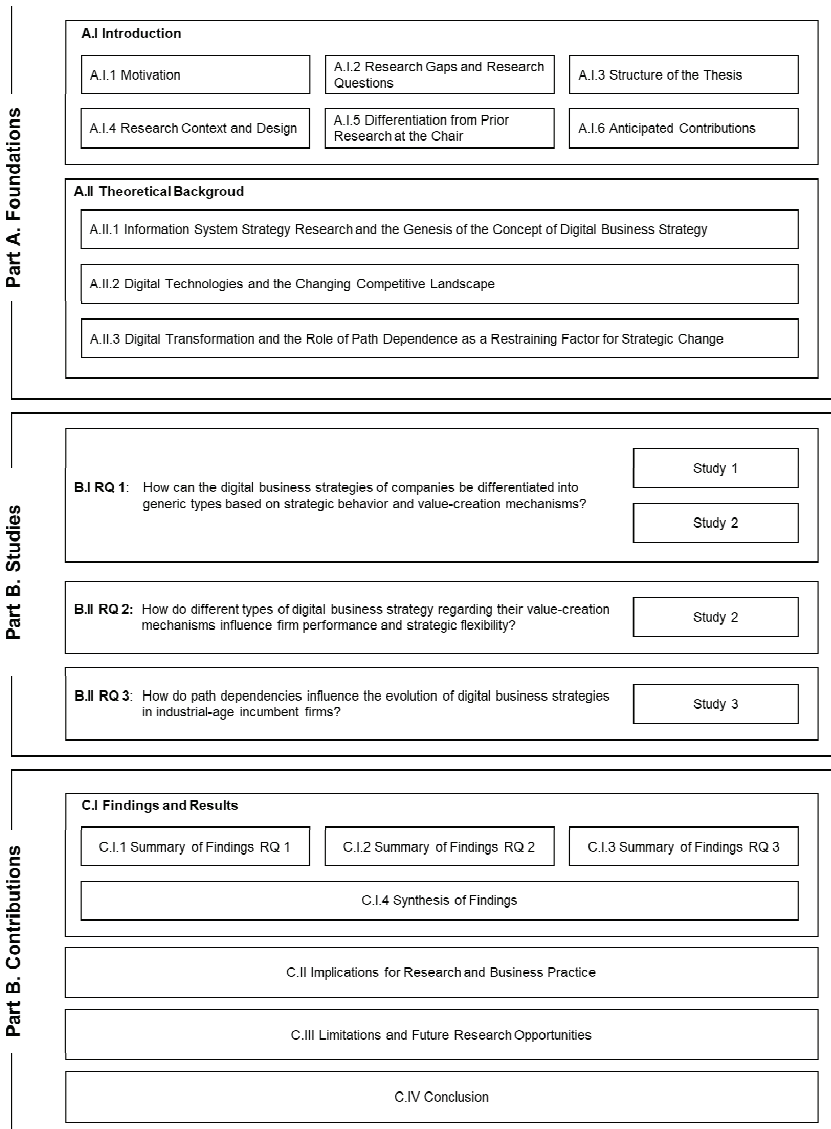 Part A. Foundations
A.I Introduction
A.I.1 Motivation
A.I.2 Research Gaps and Research
Questions
A.I.3 Structure of the Thesis
A.I.4 Research Context and Design
A.I.5 Differentiation from Prior
Research at the Chair
A.I.6 Anticipated Contributions
A.II Theoretical Backgroud
A.II.1 Information System Strategy Research and the Genesis of the Concept of Digital Business Strategy
A.II.2 Digital Technologies and the Changing Competitive Landscape
A.II.3 Digital Transformation and the Role of Path Dependence as a Restraining Factor for Strategic Change
Part B. Studies
B.I RQ 1: How can the digital business strategies of companies be differentiated into
generic types based on strategic behavior and value-creation mechanisms?
Study 1
Study 2
B.II RQ 2: How do different types of digital business strategy regarding their value-creation
mechanisms influence firm performance and strategic flexibility?
Study 2
B.II RQ 3: How do path dependencies influence the evolution of digital business strategies
in industrial-age incumbent firms?
Study 3
Part B. Contributions
C.I Findings and Results
C.I.1 Summary of Findings RQ 1
C.I.2 Summary of Findings RQ 2
C.I.3 Summary of Findings RQ 3
C.I.4 Synthesis of Findings
C.II Implications for Research and Business Practice
C.III Limitations and Future Research Opportunities
C.IV Conclusion